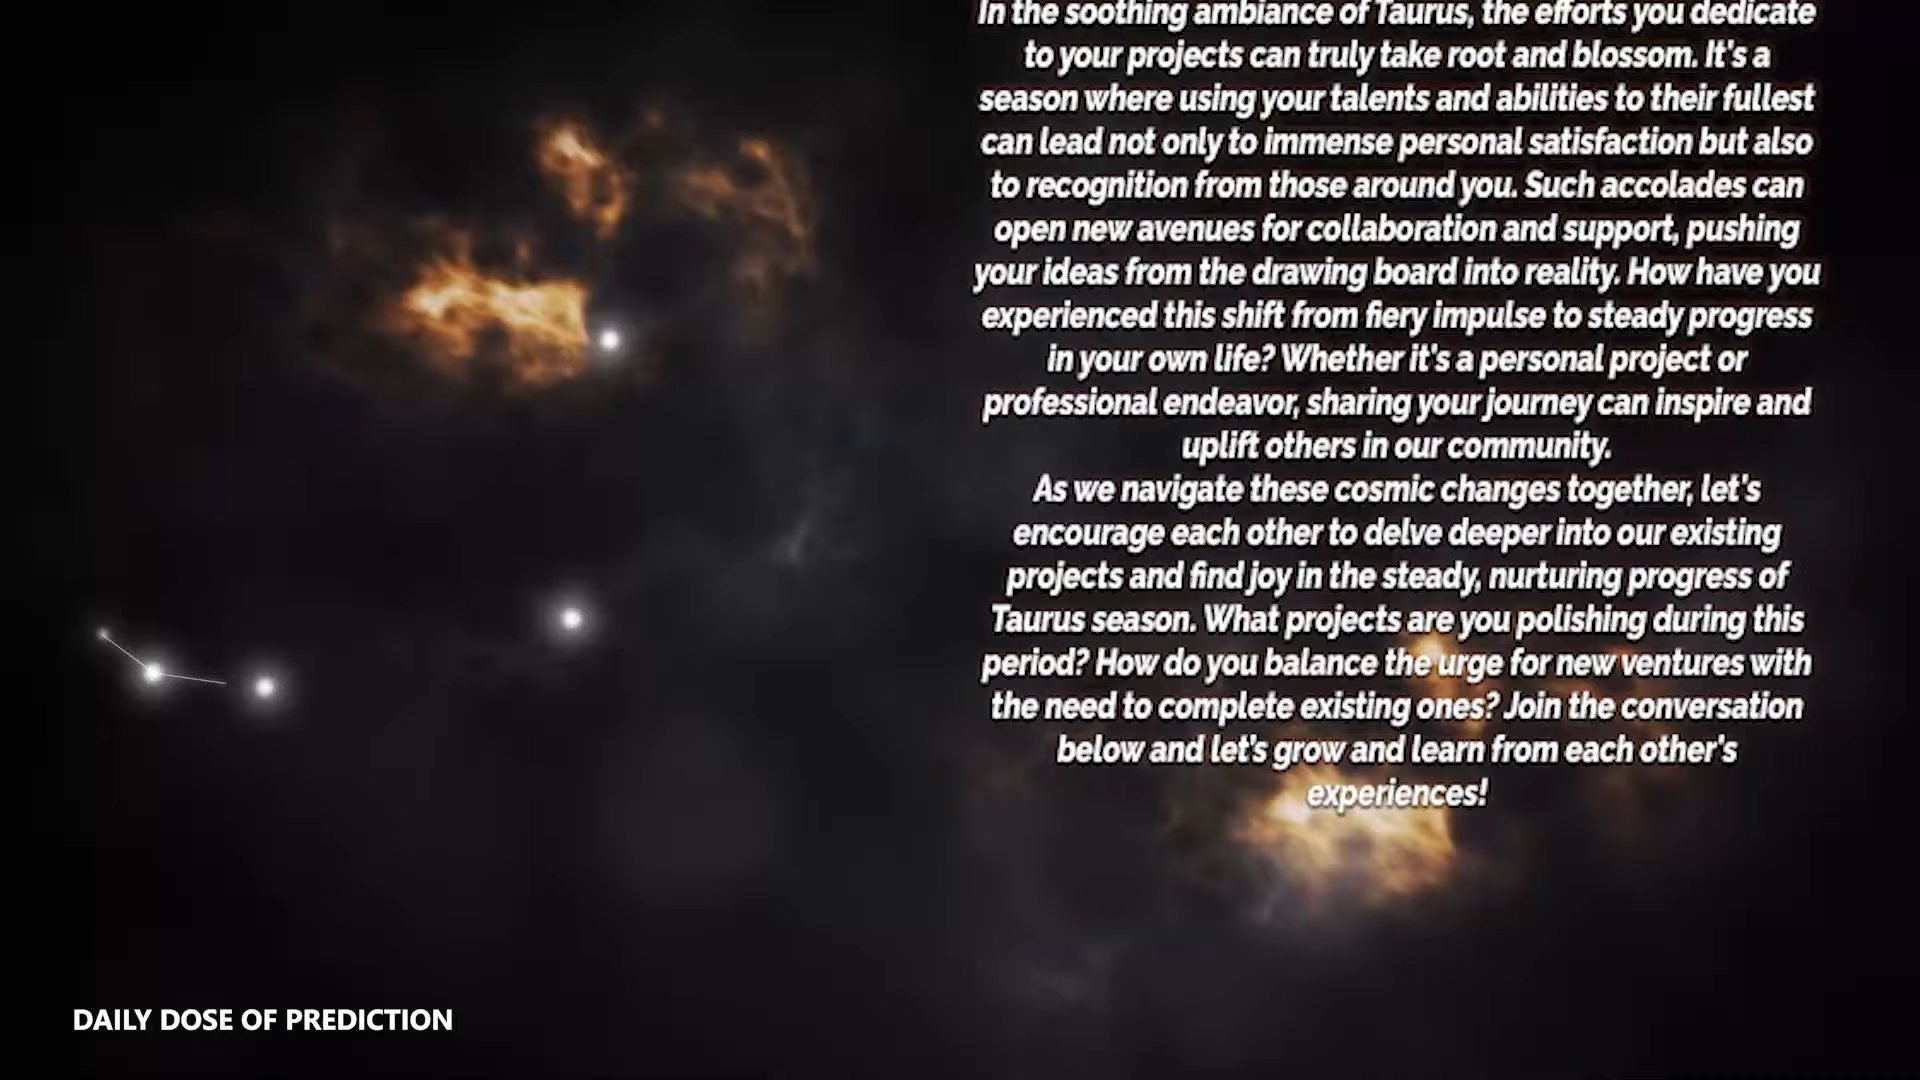 In the soothing ambiance of Taurus, the efforts you dedicate
to your projects can truly take root and blossom. It's a
season where using your talents and abilities to their fullest
can lead not only to immense personal satisfaction but also
to recognition from those around you. Such accolades can
open new avenues for collaboration and support, pushing
your ideas from the drawing board into reality. How have you
experienced this shift from fiery impulse to steady progress
in your own life? Whether it's a personal project or
professional endeavor, sharing your journey can inspire and
uplift others in our community.
As we navigate these cosmic changes together, let's
encourage each other to delve deeper into our existing
projects and find joy in the steady, nurturing progress of
Taurus season. What projects are you polishing during this
period? How do you balance the urge for new ventures with
the need to complete existing ones? Join the conversation
below and let's grow and learn from each other's
experiences!
DAILY DOSE OF PREDICTION